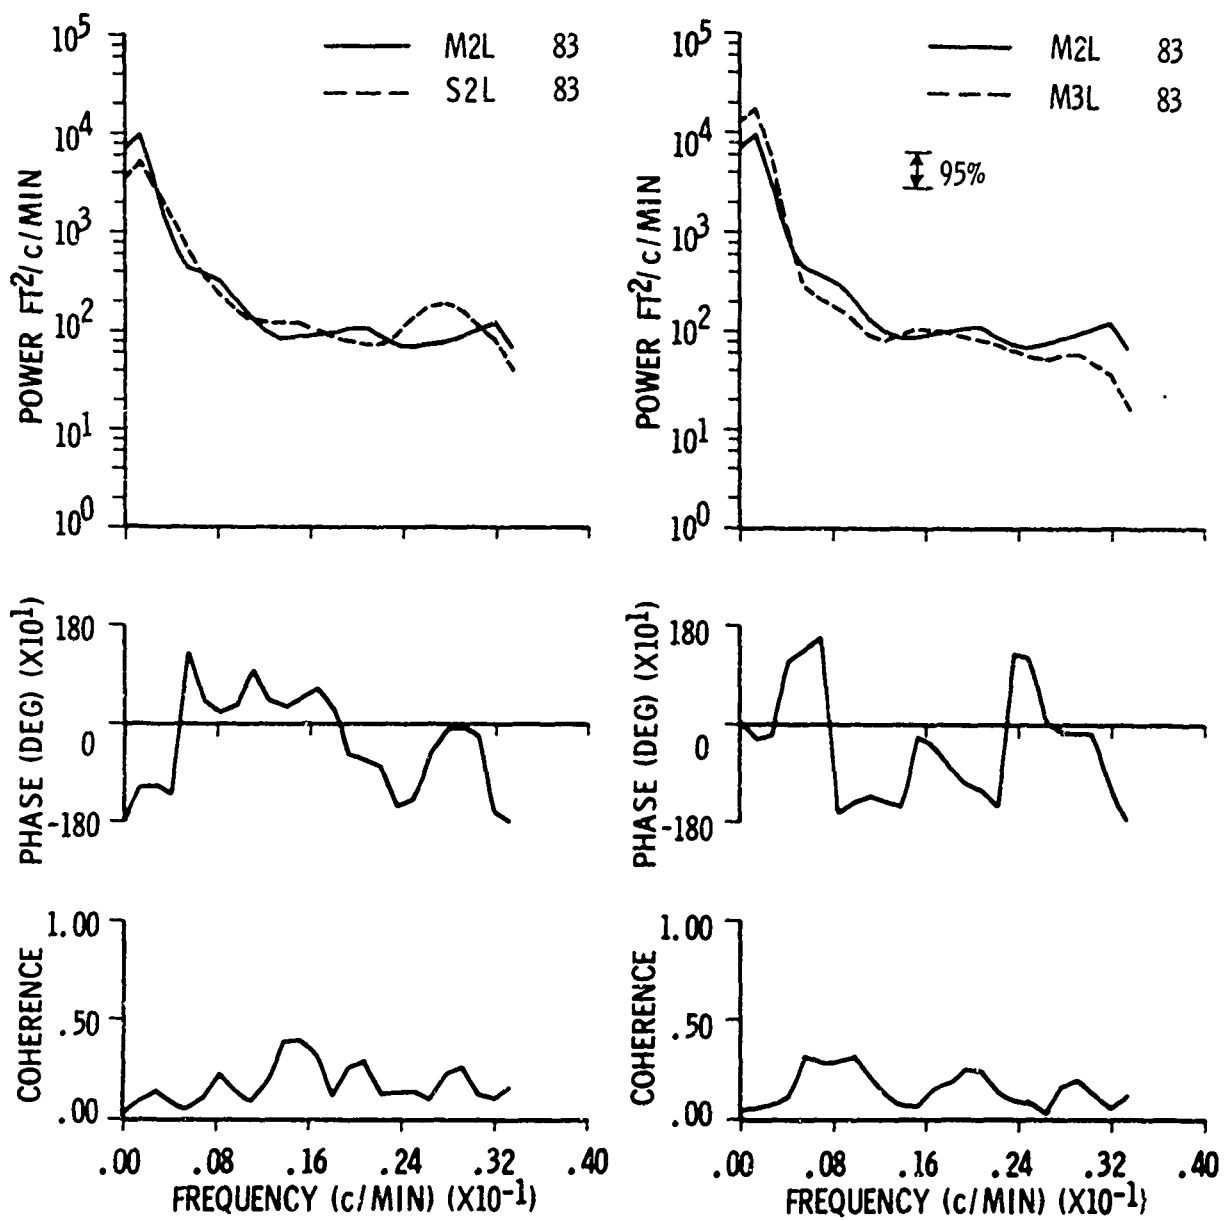 M2L 83
S2L 83
10^5
10^4
10^3
10^2
10^1
10^0
POWER FT^2/c/MIN
M2L 83
M3L 83
95%
10^5
10^4
10^3
10^2
10^1
10^0
POWER FT^2/c/MIN
180
0
-180
PHASE (DEG) (X10^1)
180
0
-180
PHASE (DEG) (X10^1)
1.00
.50
.00
COHERENCE
.00 .08 .16 .24 .32 .40
FREQUENCY (c/MIN) (X10^-1)
1.00
.50
.00
COHERENCE
.00 .08 .16 .24 .32 .40
FREQUENCY (c/MIN) (X10^-1)